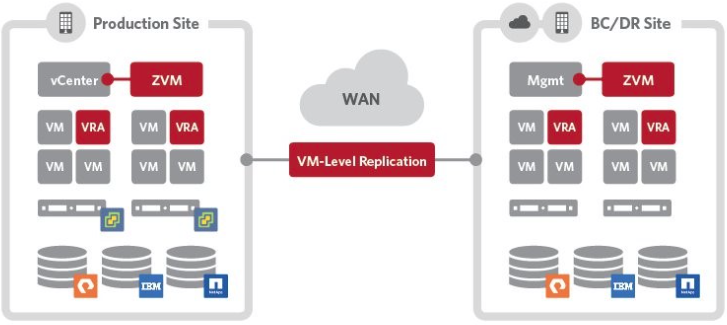 Production Site
vCenter
ZVM
VM
VRA
VM
VRA
VM
VM
VM
VM
IBM
WAN
VM-Level Replication
BC/DR Site
Mgmt
ZVM
VM
VRA
VM
VRA
VM
VM
VM
VM
IBM